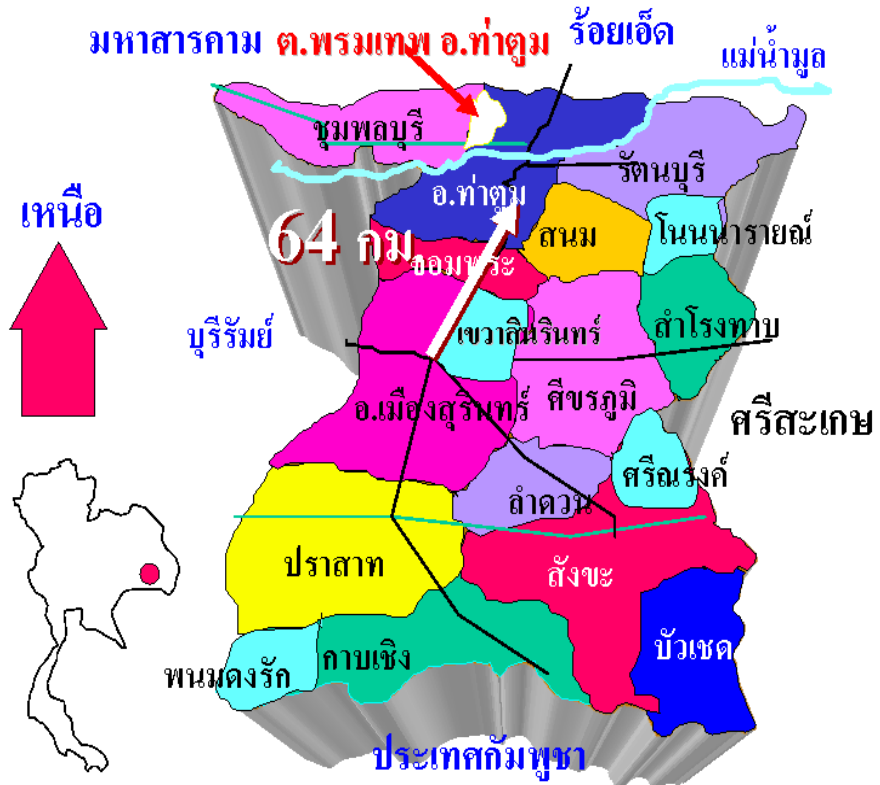 มหาสารคาม
ต.พรมเทพ อ.ท่าตูม
ร้อยเอ็ด
แม่น้ำมูล
ชุมพลบุรี
รัตนบุรี
อ.ท่าตูม
เหนือ
64 กม.
สนม
โนนนารายณ์
จอมพระ
บุรีรัมย์
เขวาสินรินทร์
สำโรงทาบ
อ.เมืองสุรินทร์
ศีขรภูมิ
ศรีสะเกษ
ศรีณรงค์
ลำดวน
ปราสาท
สังขะ
บัวเชด
พนมดงรัก
กาบเชิง
ประเทศกัมพูชา